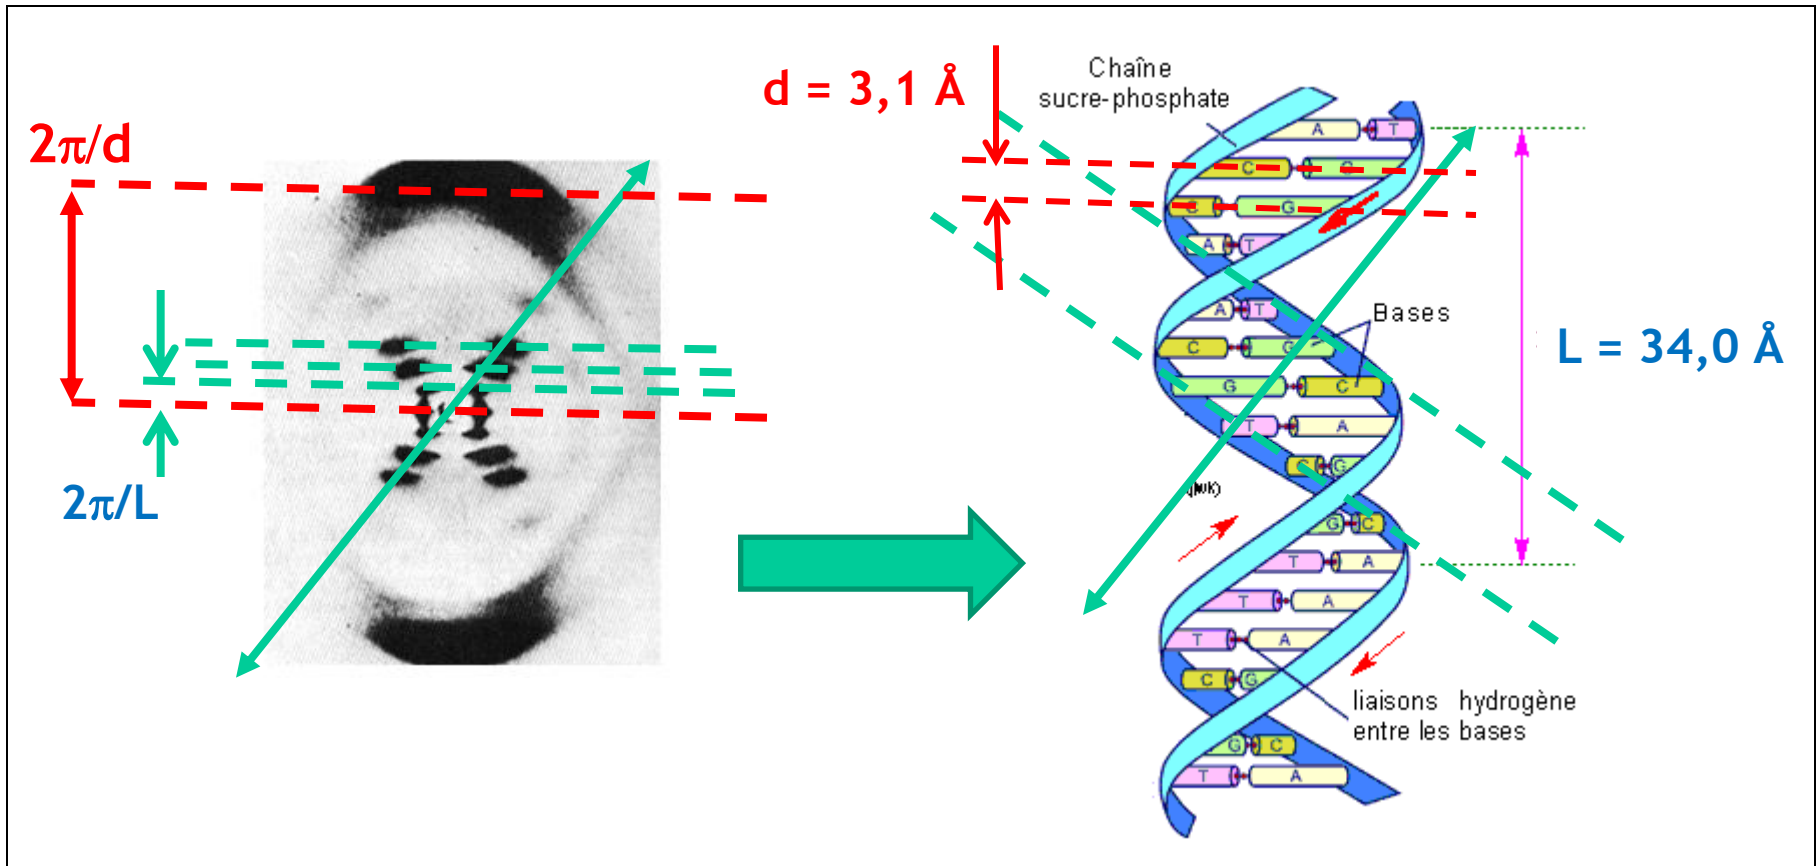 2π/d
2π/L
d = 3,1 Å
Chaîne
sucre-phosphate
A T
C G
C G
A T
A T
Bases
C G
L = 34,0 Å
G C
T A
C G
G C
T A
T A
T A
C G
liaisons hydrogène
entre les bases
G C
T A